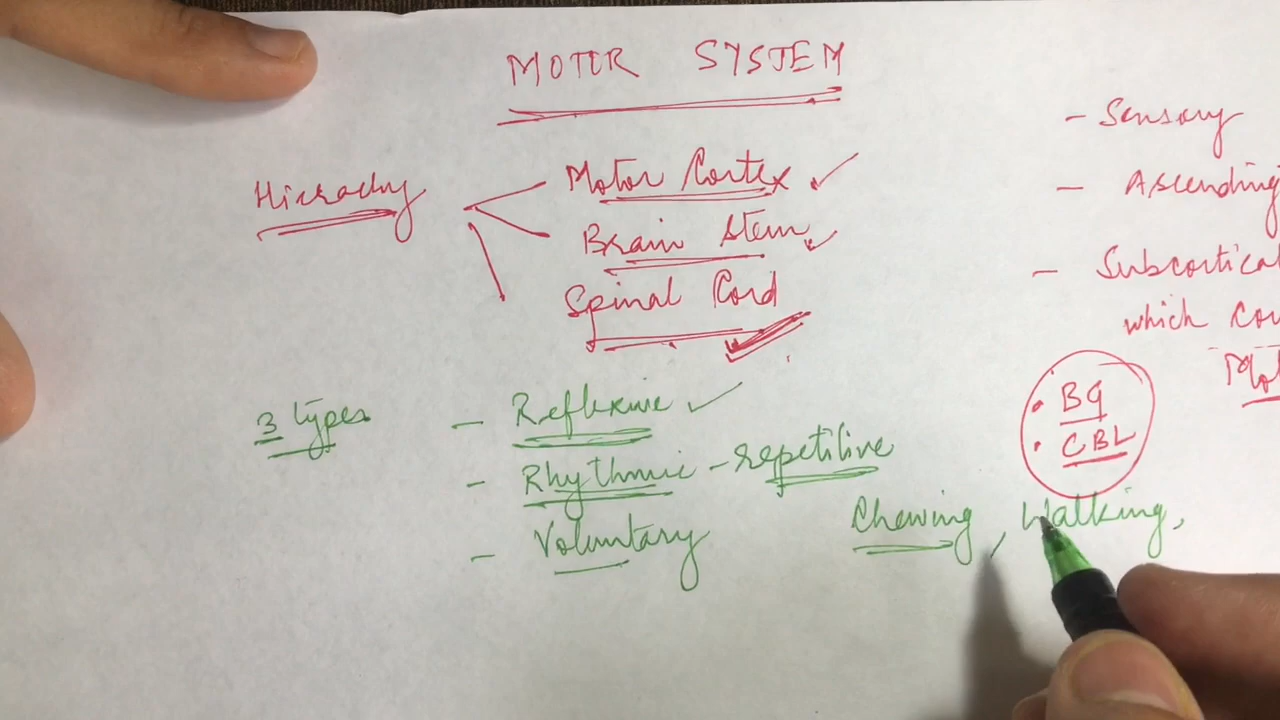 MOTOR SYSTEM
Hierachy
Motor Cortex
Brain Stem
Spinal Cord
- Sensory
- Ascending
- Subcortical
which
• BG
• CBL
3 types
- Reflexive
- Rhythmic - repetitive
Chewing, Walking,
- Voluntary